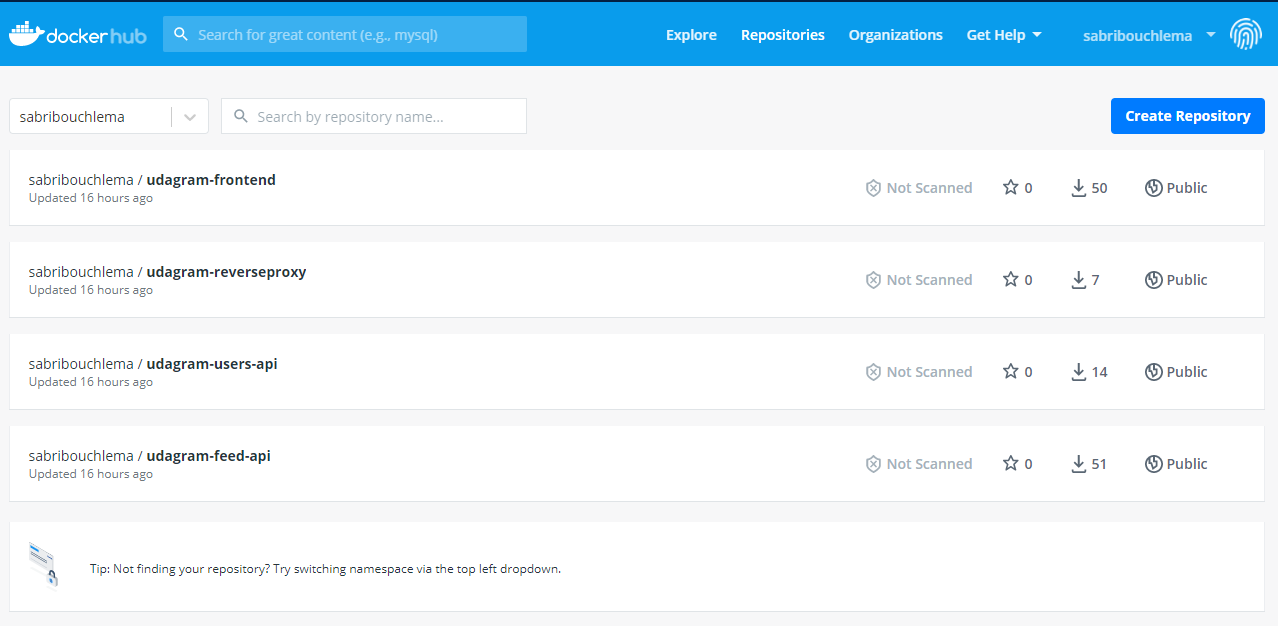 dockerhub Search for great content (e.g., mysql) Explore Repositories Organizations Get Help sabribouchlema
sabribouchlema Search by repository name... Create Repository
sabribouchlema / udagram-frontend
Updated 16 hours ago
Not Scanned 0 50 Public
sabribouchlema / udagram-reverseproxy
Updated 16 hours ago
Not Scanned 0 7 Public
sabribouchlema / udagram-users-api
Updated 16 hours ago
Not Scanned 0 14 Public
sabribouchlema / udagram-feed-api
Updated 16 hours ago
Not Scanned 0 51 Public
Tip: Not finding your repository? Try switching namespace via the top left dropdown.